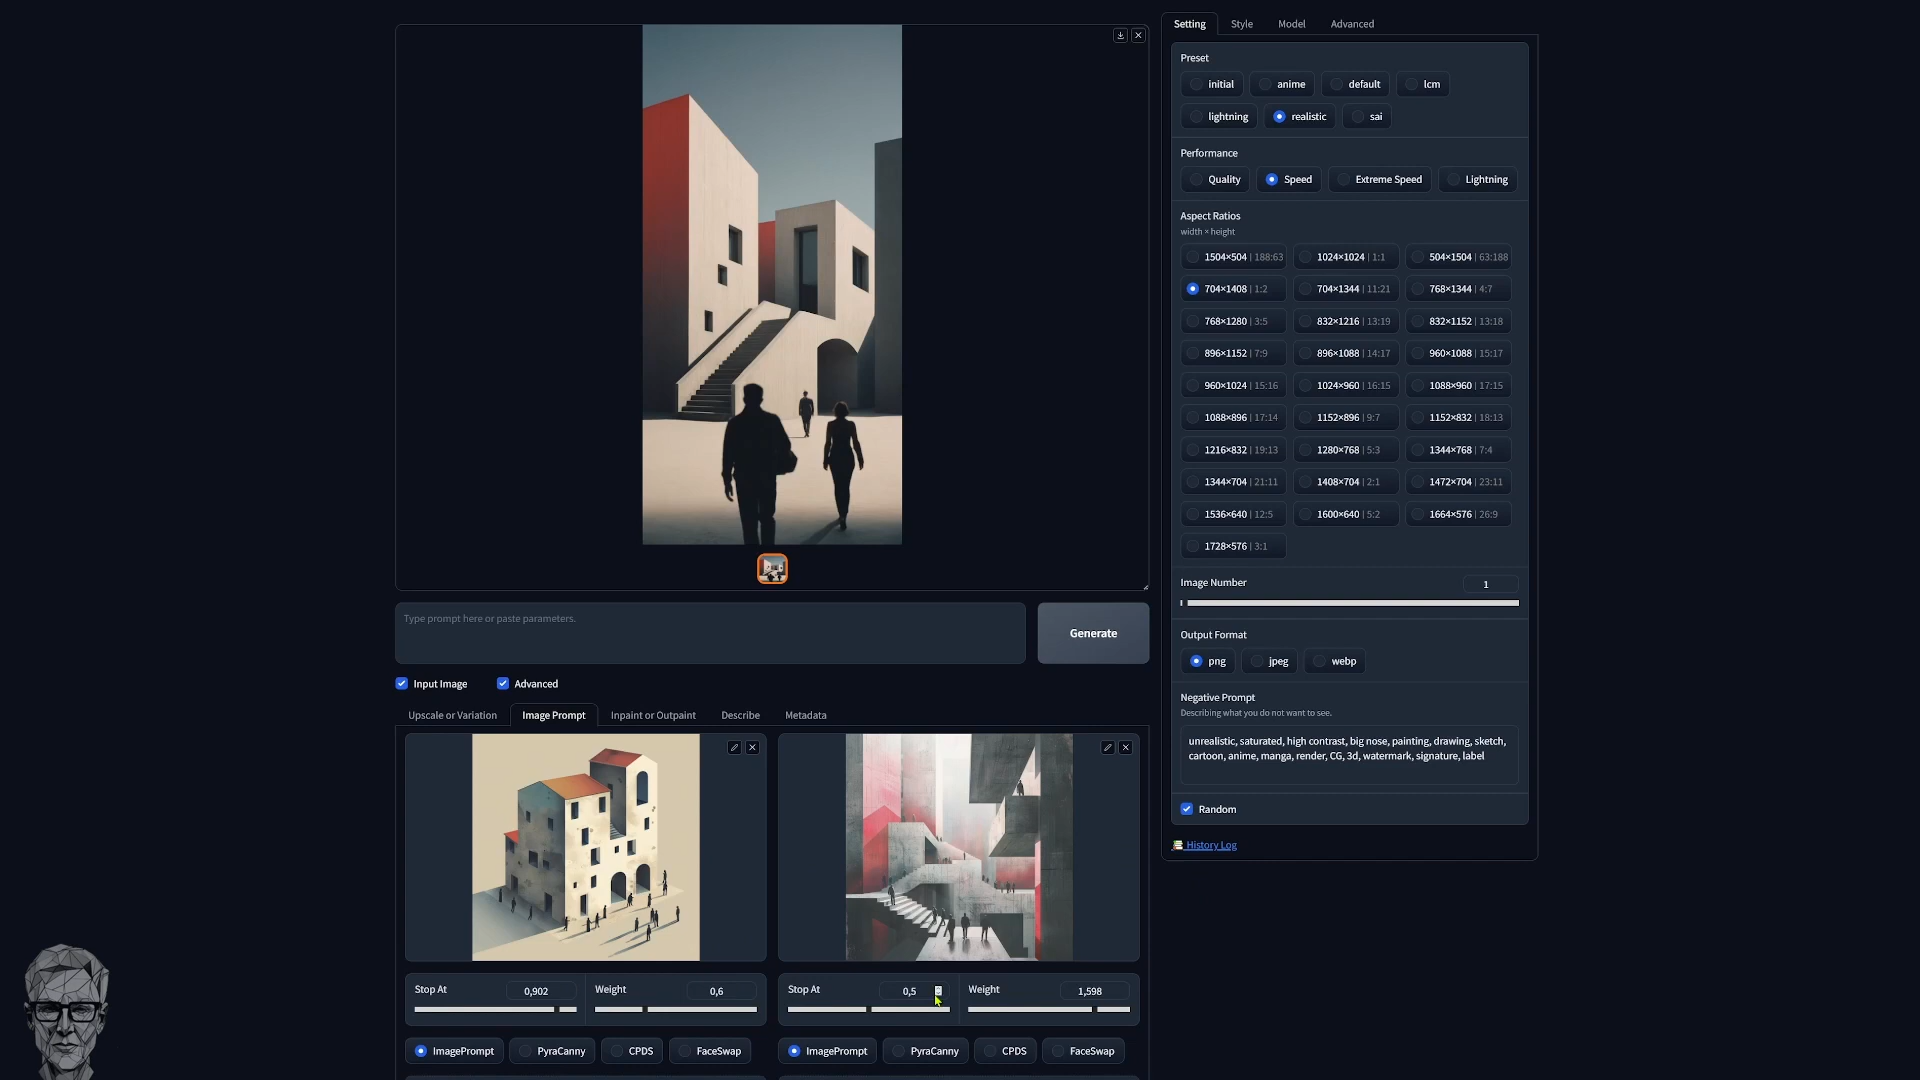 Setting Style Model Advanced
Preset
initial anime default lcm
lightning realistic sai
Performance
Quality Speed Extreme Speed Lightning
Aspect Ratios
width × height
1504×504 | 188:63 1024×1024 | 1:1 504×1504 | 63:188
704×1408 | 1:2 704×1344 | 11:21 768×1344 | 4:7
768×1280 | 3:5 832×1216 | 13:19 832×1152 | 13:18
896×1152 | 7:9 896×1088 | 14:17 960×1088 | 15:17
960×1024 | 15:16 1024×960 | 16:15 1088×960 | 17:15
1088×896 | 17:14 1152×896 | 9:7 1152×832 | 18:13
1216×832 | 19:13 1280×768 | 5:3 1344×768 | 7:4
1344×704 | 21:11 1408×704 | 2:1 1472×704 | 23:11
1536×640 | 12:5 1600×640 | 5:2 1664×576 | 26:9
1728×576 | 3:1
Image Number 1
Output Format
png jpeg webp
Negative Prompt
Describing what you do not want to see.
unrealistic, saturated, high contrast, big nose, painting, drawing, sketch,
cartoon, anime, manga, render, CG, 3d, watermark, signature, label
Random
History Log
Type prompt here or paste parameters.
Generate
Input Image Advanced
Upscale or Variation Image Prompt Inpaint or Outpaint Describe Metadata
Stop At 0,902 Weight 0,6 Stop At 0,5 Weight 1,598
ImagePrompt PyraCanny CPDS FaceSwap ImagePrompt PyraCanny CPDS FaceSwap